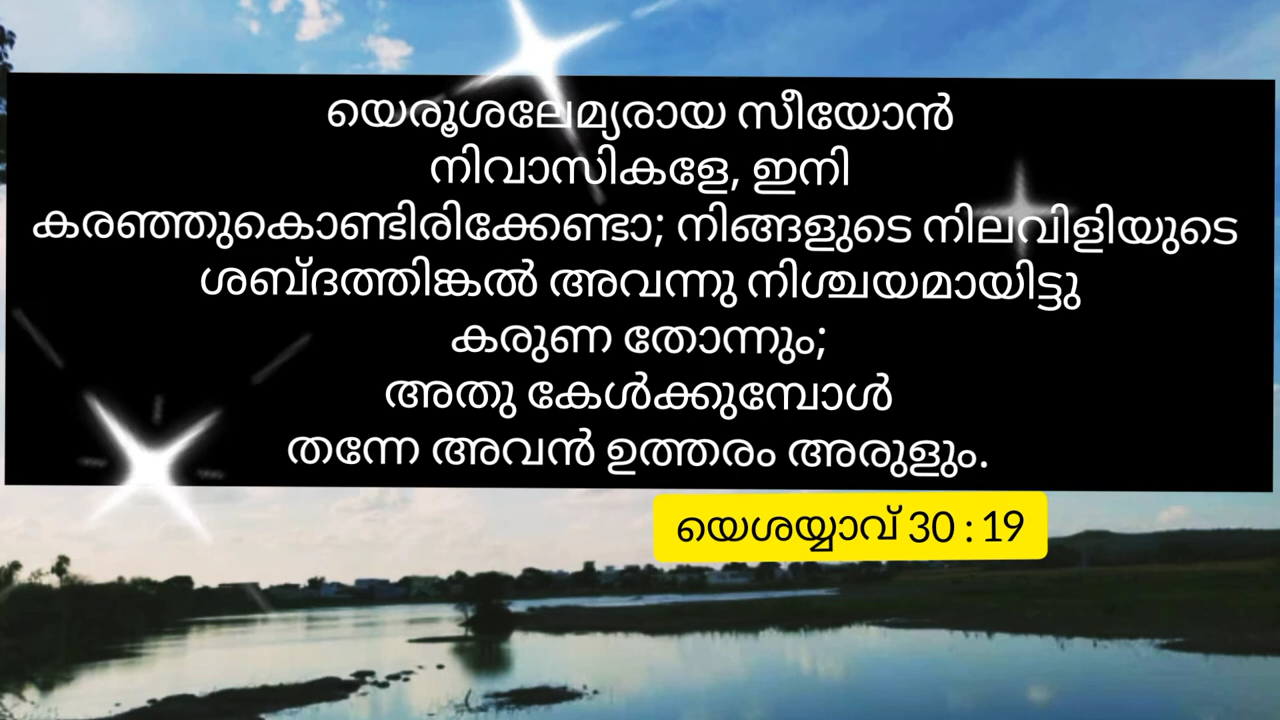 യെരൂശലേമ്യരായ സീയോൻ
നിവാസികളേ, ഇനി
കരഞ്ഞുകൊണ്ടിരിക്കേണ്ടാ; നിങ്ങളുടെ നിലവിളിയുടെ
ശബ്ദത്തിങ്കൽ അവന്നു നിശ്ചയമായിട്ടു
കരുണ തോന്നും;
അതു കേൾക്കുമ്പോൾ
തന്നേ അവൻ ഉത്തരം അരുളും.
യെശയ്യാവ് 30 : 19